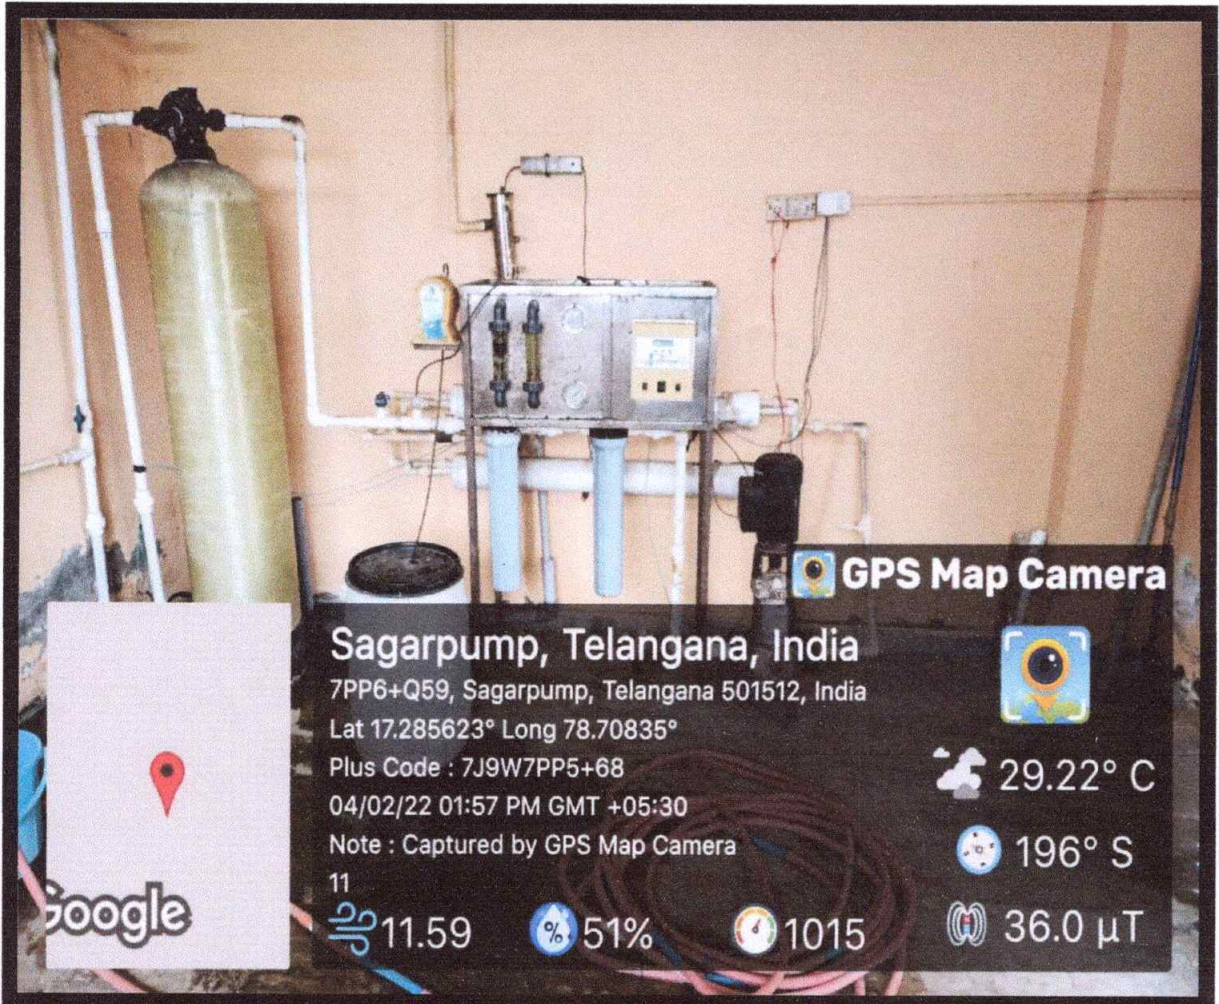 GPS Map Camera
Sagarpump, Telangana, India
7PP6+Q59, Sagarpump, Telangana 501512, India
Lat 17.285623° Long 78.70835°
Plus Code : 7J9W7PP5+68
04/02/22 01:57 PM GMT +05:30
Note : Captured by GPS Map Camera
11
Google
11.59
% 51%
1015
29.22° C
196° S
36.0 µT